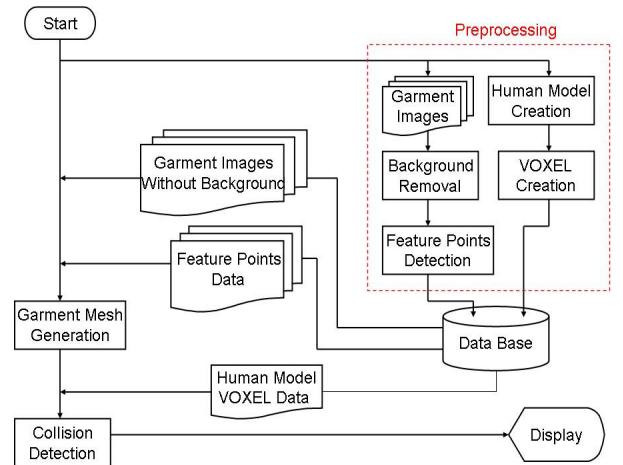 Start
Preprocessing
Garment
Images
Human Model
Creation
Garment Images
Without Background
Background
Removal
VOXEL
Creation
Feature Points
Data
Feature Points
Detection
Garment Mesh
Generation
Data Base
Human Model
VOXEL Data
Collision
Detection
Display